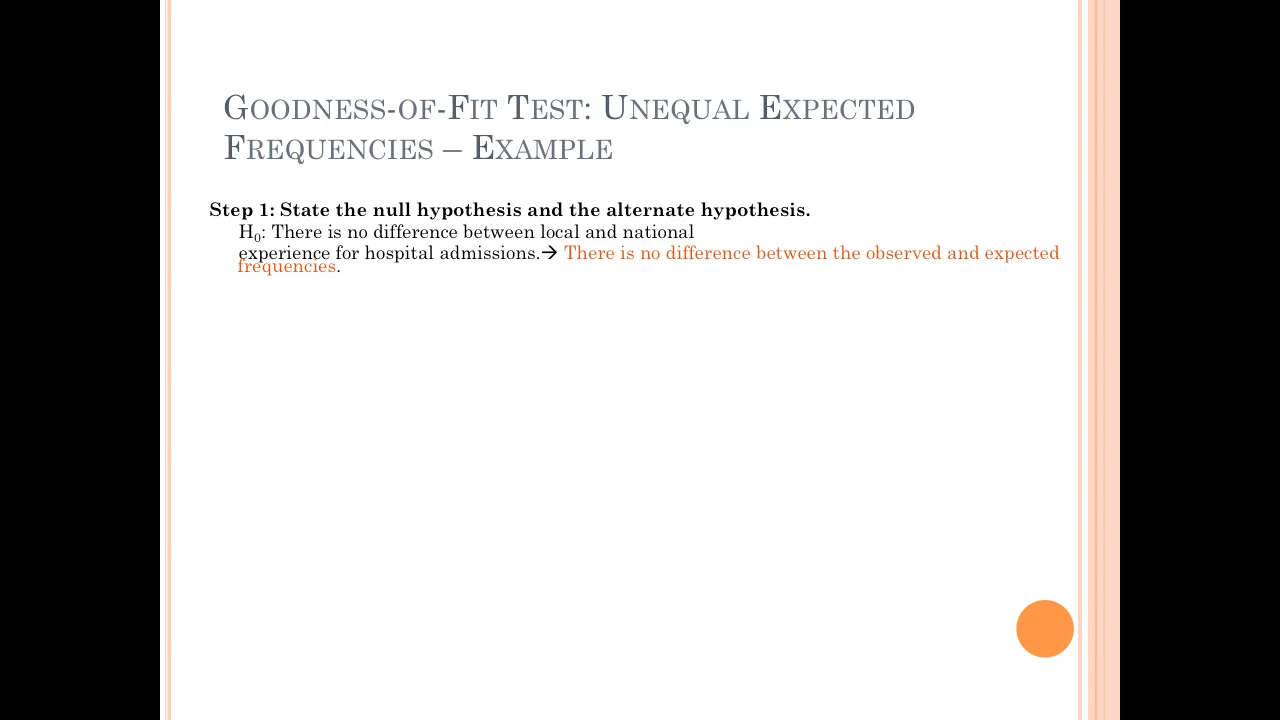 Goodness-of-Fit Test: Unequal Expected
Frequencies – Example
Step 1: State the null hypothesis and the alternate hypothesis.
H0: There is no difference between local and national
experience for hospital admissions.→ There is no difference between the observed and expected
frequencies.